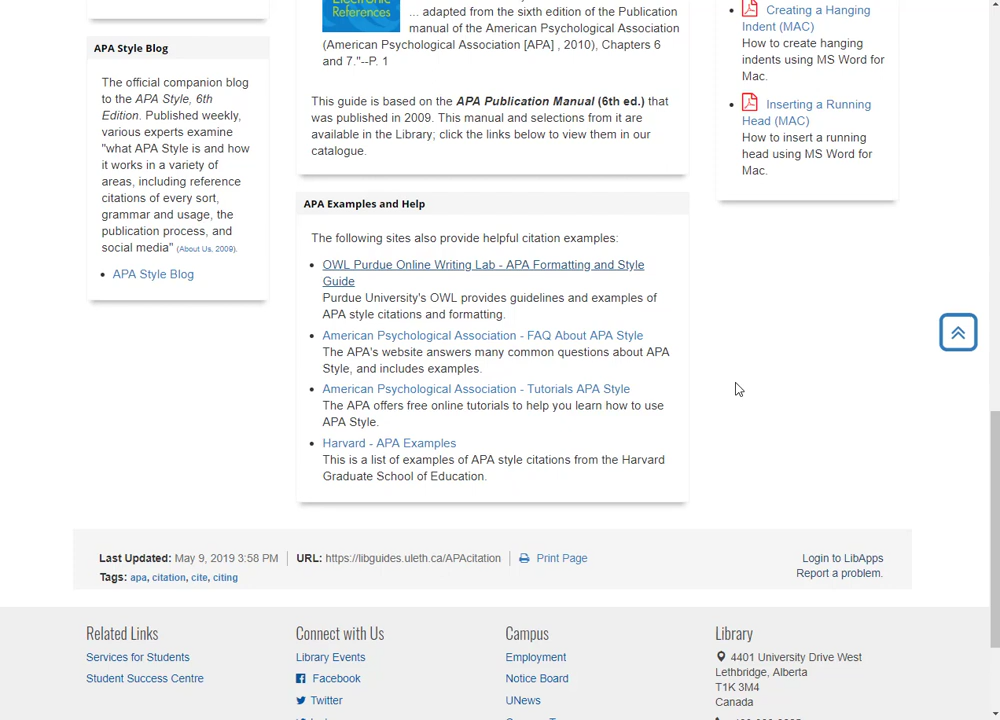 APA Style Blog
The official companion blog
to the APA Style, 6th
Edition. Published weekly,
various experts examine
"what APA Style is and how
it works in a variety of
areas, including reference
citations of every sort,
grammar and usage, the
publication process, and
social media" (About Us, 2009).
APA Style Blog
References
... adapted from the sixth edition of the Publication
manual of the American Psychological Association
(American Psychological Association [APA] , 2010), Chapters 6
and 7."--P. 1
This guide is based on the APA Publication Manual (6th ed.) that
was published in 2009. This manual and selections from it are
available in the Library; click the links below to view them in our
catalogue.
APA Examples and Help
The following sites also provide helpful citation examples:
OWL Purdue Online Writing Lab - APA Formatting and Style
Guide
Purdue University's OWL provides guidelines and examples of
APA style citations and formatting.
American Psychological Association - FAQ About APA Style
The APA's website answers many common questions about APA
Style, and includes examples.
American Psychological Association - Tutorials APA Style
The APA offers free online tutorials to help you learn how to use
APA Style.
Harvard - APA Examples
This is a list of examples of APA style citations from the Harvard
Graduate School of Education.
Creating a Hanging
Indent (MAC)
How to create hanging
indents using MS Word for
Mac.
Inserting a Running
Head (MAC)
How to insert a running
head using MS Word for
Mac.
Last Updated: May 9, 2019 3:58 PM
URL: https://libguides.uleth.ca/APAcitation
Print Page
Tags: apa, citation, cite, citing
Login to LibApps
Report a problem.
Related Links
Services for Students
Student Success Centre
Connect with Us
Library Events
Facebook
Twitter
Campus
Employment
Notice Board
UNews
Library
4401 University Drive West
Lethbridge, Alberta
T1K 3M4
Canada